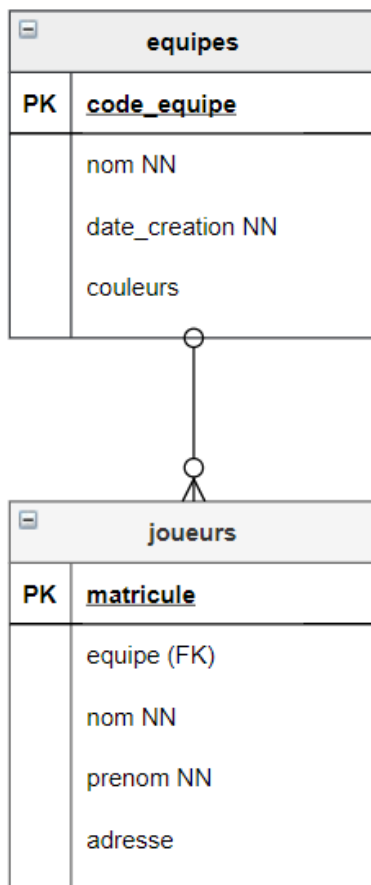 equipes
PK code_equipe
nom NN
date_creation NN
couleurs
joueurs
PK matricule
equipe (FK)
nom NN
prenom NN
adresse